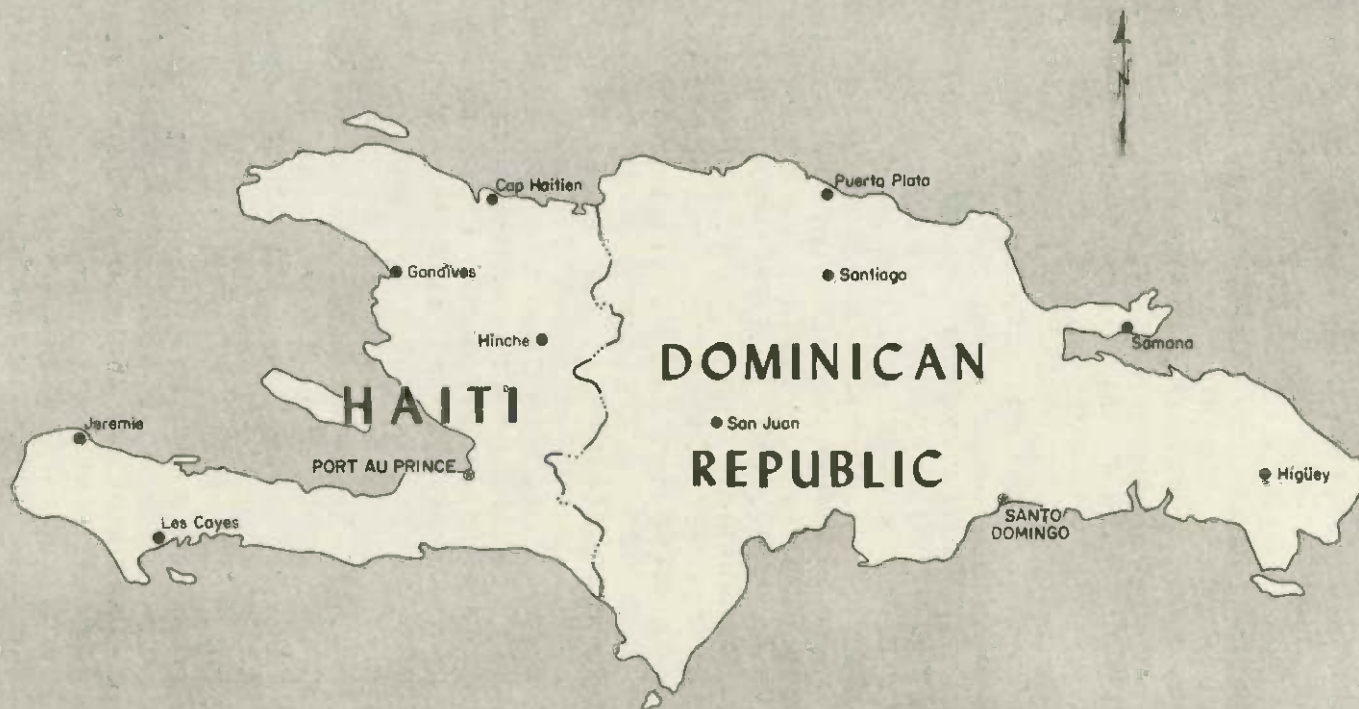 N
Cap Haitien
Puerto Plata
Gondïves
Santiago
Hinche
Samana
DOMINICAN
HAITI
Jeremie
San Juan
PORT AU PRINCE
REPUBLIC
Higüey
Les Cayes
SANTO
DOMINGO